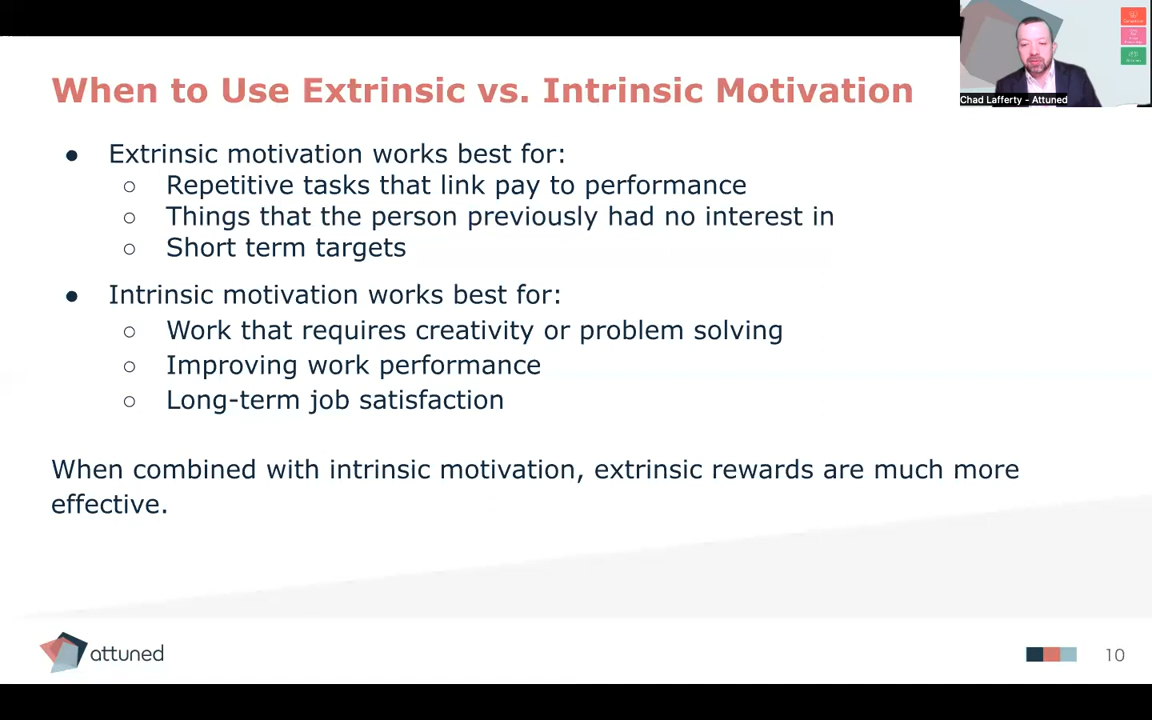 When to Use Extrinsic vs. Intrinsic Motivation
Chad Lafferty - Attuned
● Extrinsic motivation works best for:
○ Repetitive tasks that link pay to performance
○ Things that the person previously had no interest in
○ Short term targets
● Intrinsic motivation works best for:
○ Work that requires creativity or problem solving
○ Improving work performance
○ Long-term job satisfaction
When combined with intrinsic motivation, extrinsic rewards are much more
effective.
attuned
10